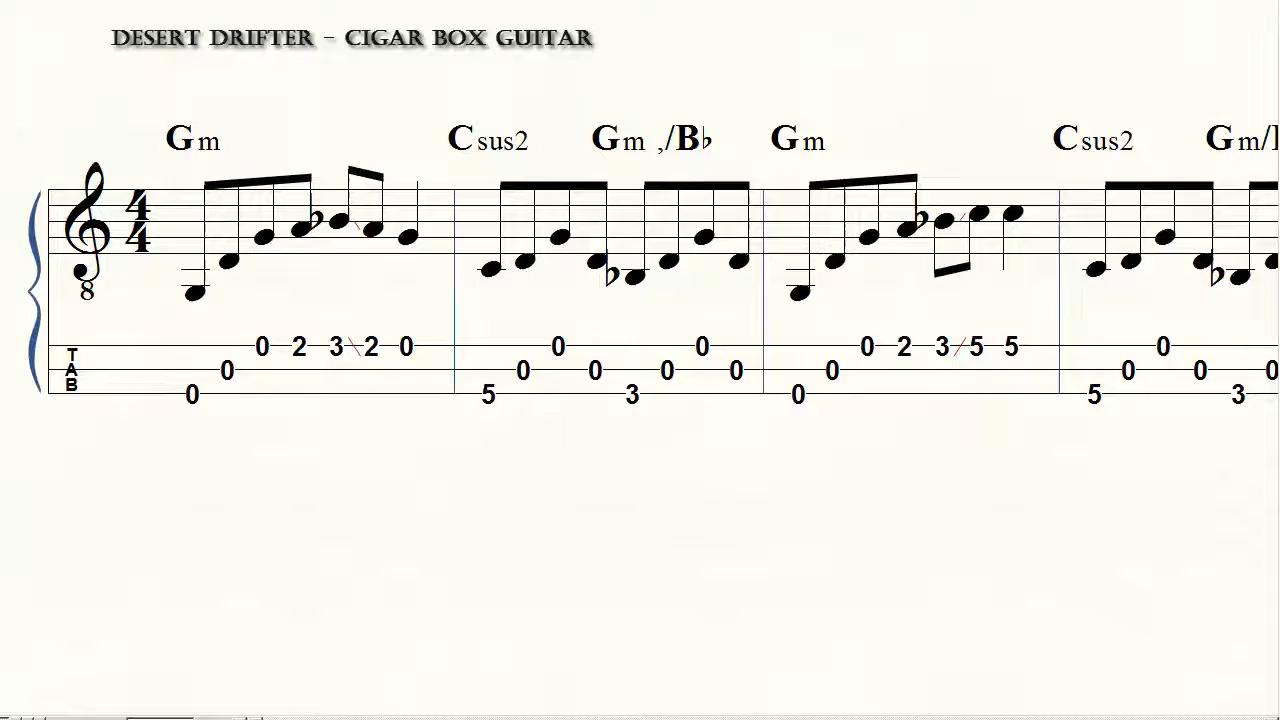 DESERT DRIFTER - CIGAR BOX GUITAR
Gm Csus2 Gm ,/B♭ Gm Csus2 Gm/
4
4
8
0 2 3 2 0 0 0 0 2 3 5 5 0
T
A
B
0 0 0 0 0 0 0 0
0 5 3 0 5 3